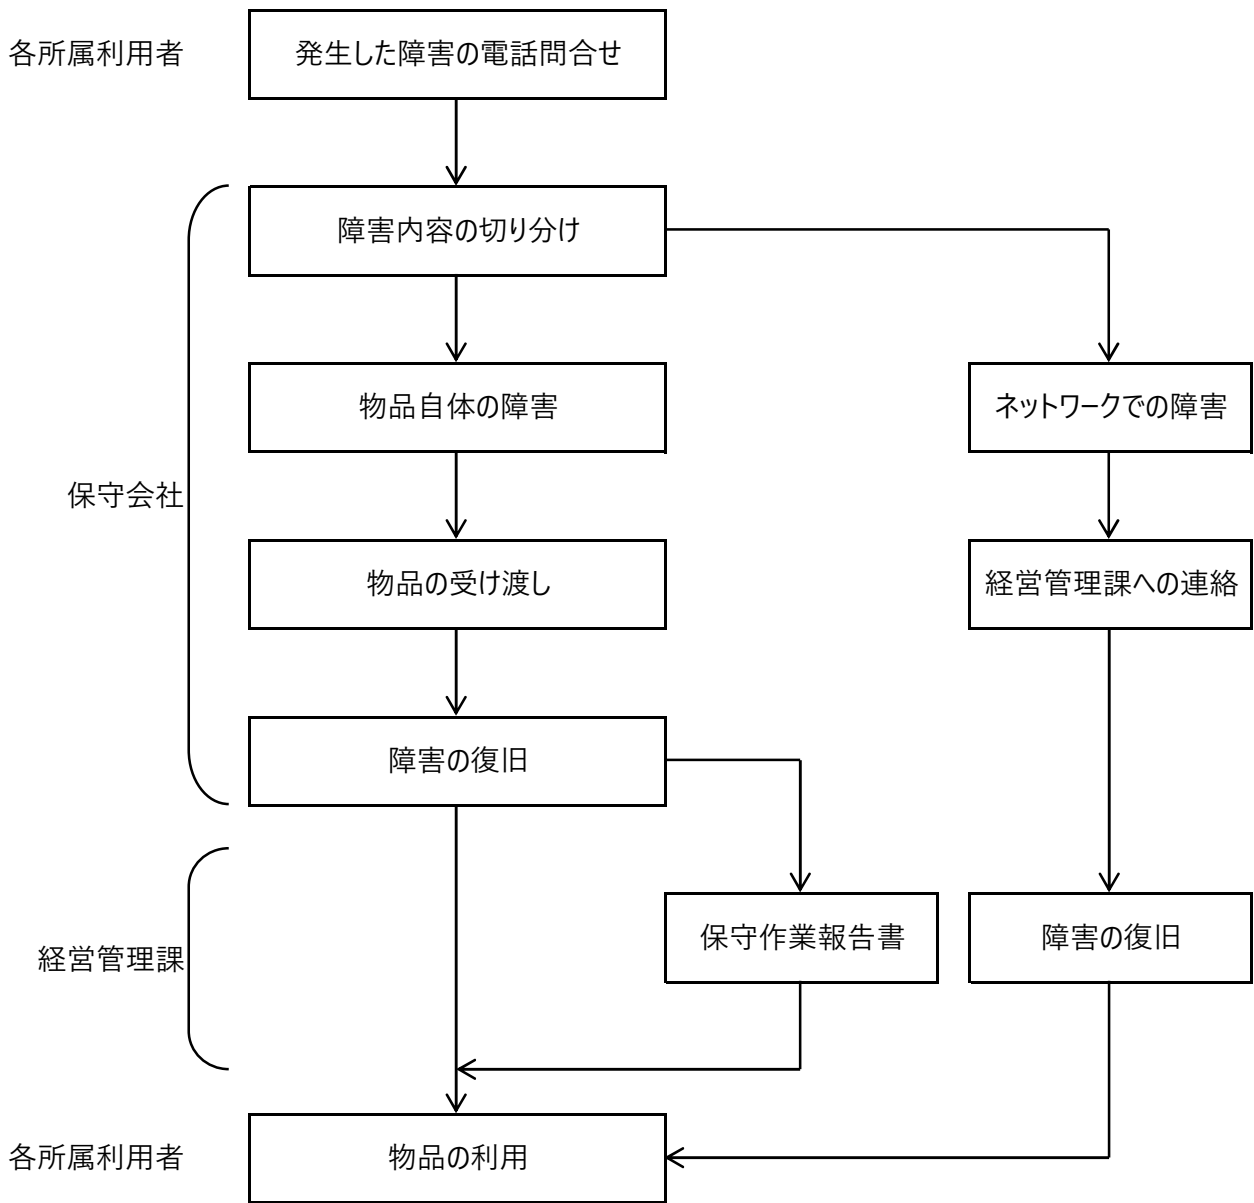 各所属利用者
発生した障害の電話問合せ
障害内容の切り分け
物品自体の障害
ネットワークでの障害
保守会社
物品の受け渡し
経営管理課への連絡
障害の復旧
経営管理課
保守作業報告書
障害の復旧
各所属利用者
物品の利用